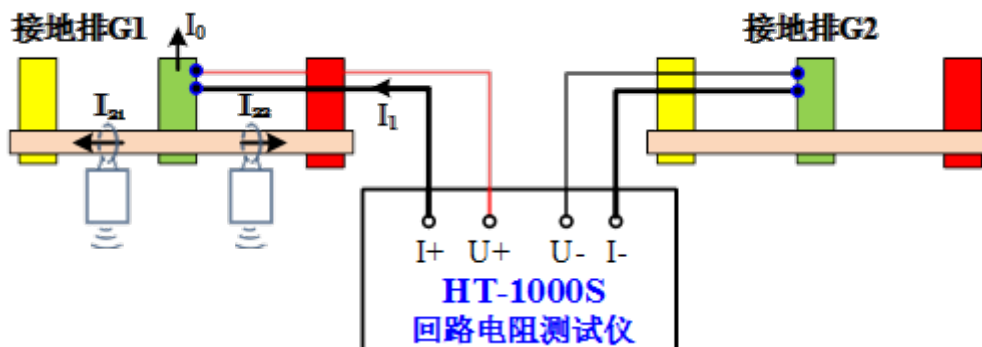 接地排G1
I₀
接地排G2
I₂₁
I₂₂
I₁
I+
U+
U-
I-
HT-1000S
回路电阻测试仪